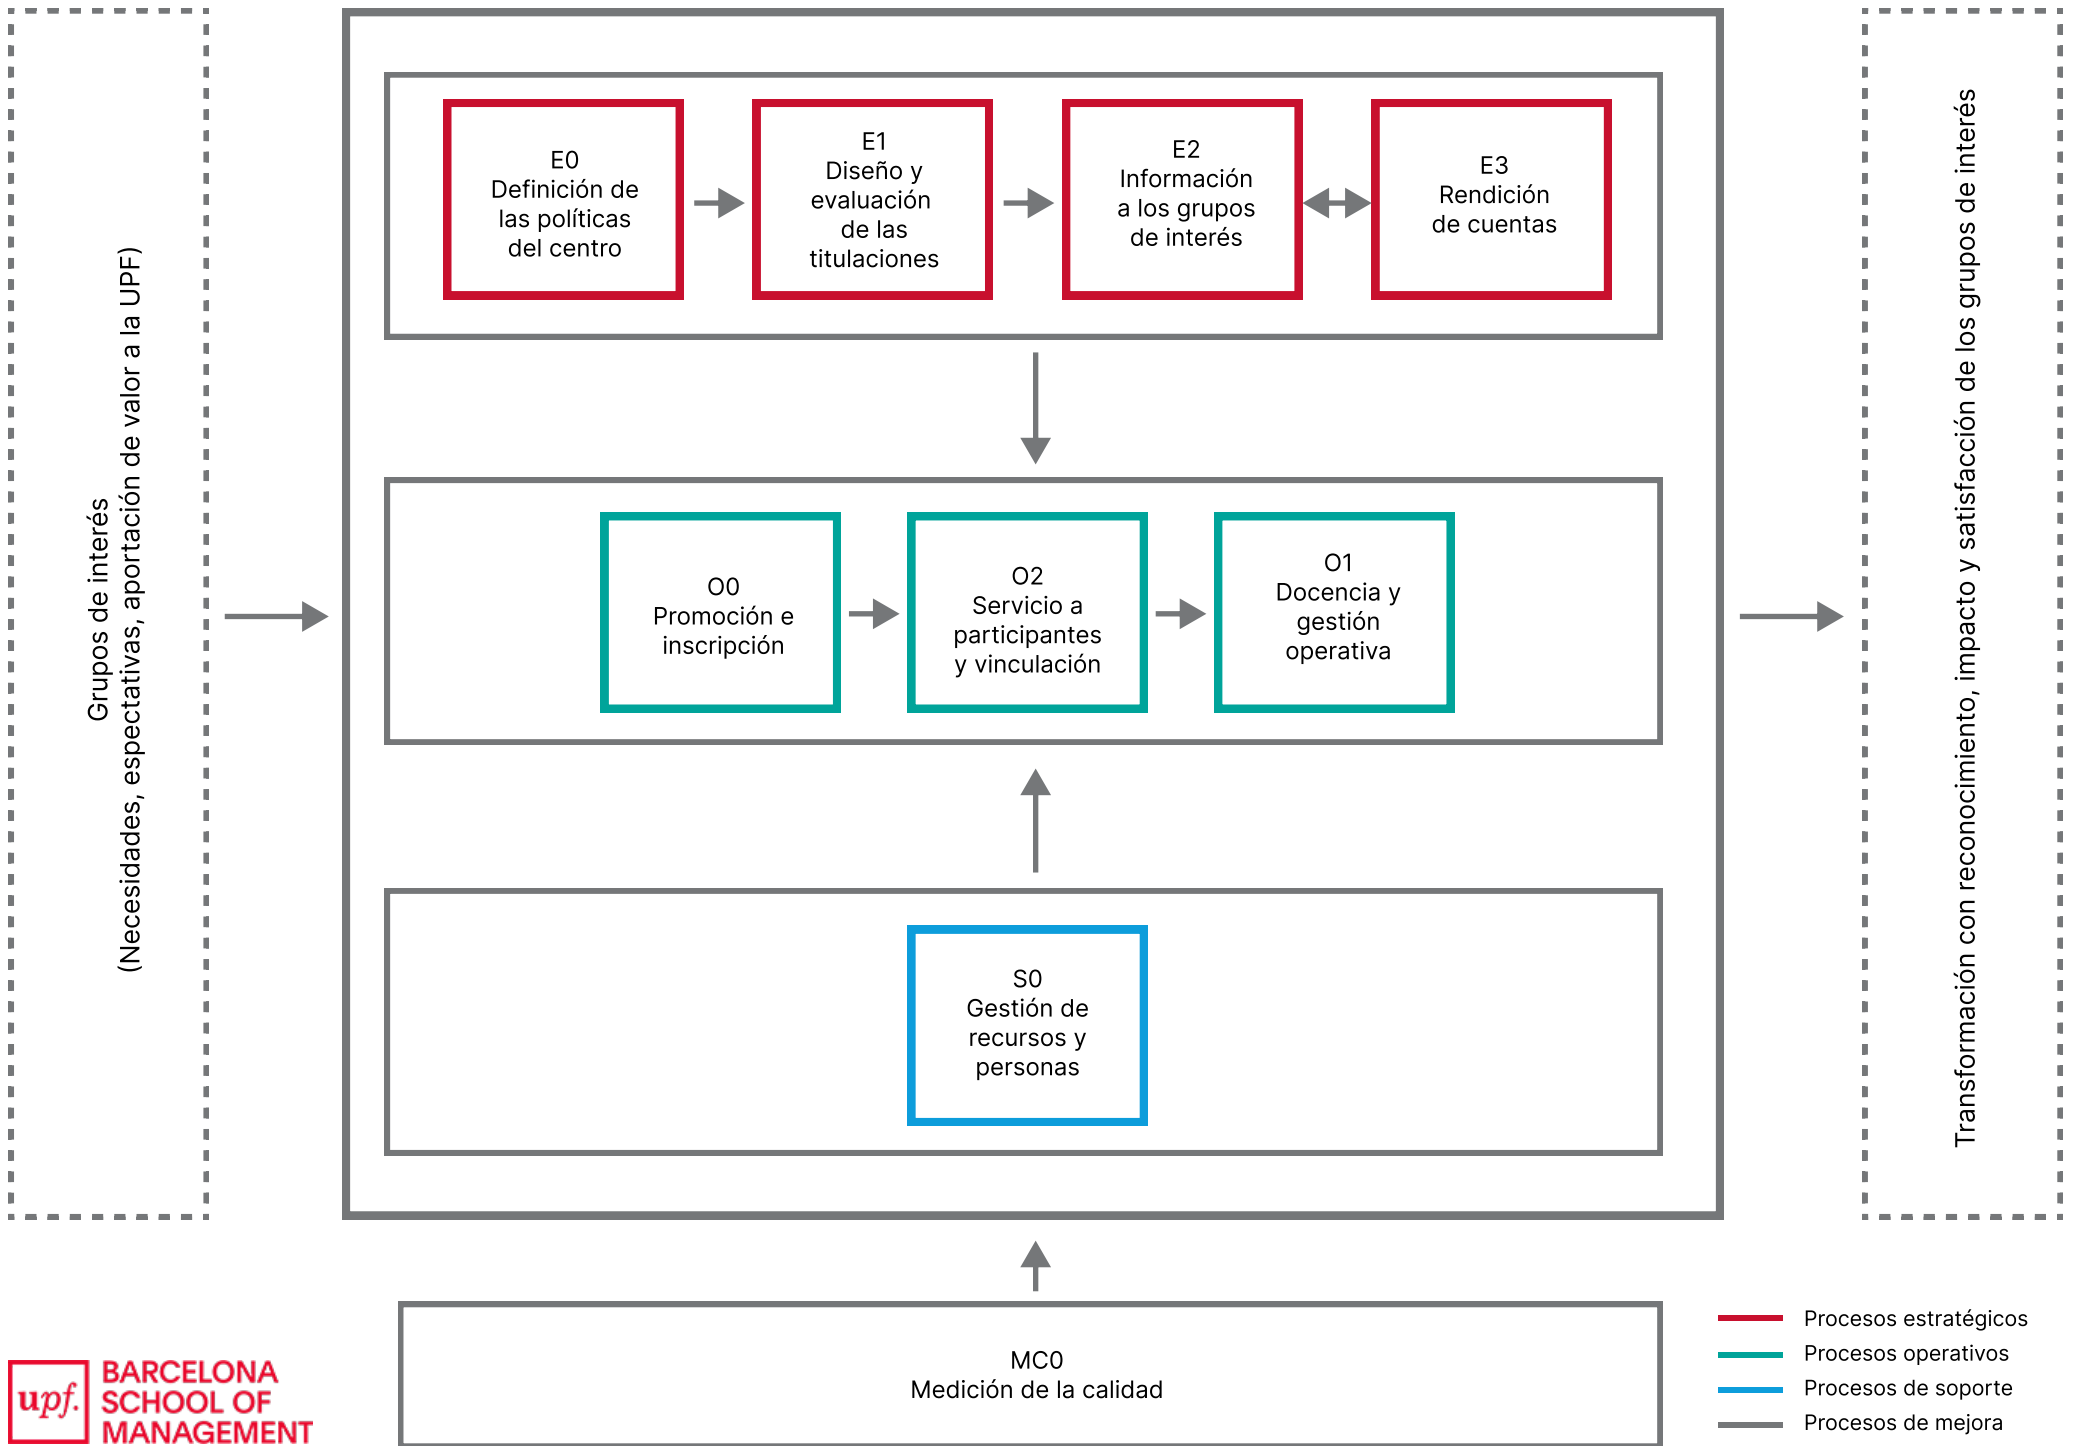 Grupos de interés
(Necesidades, espectativas, aportación de valor a la UPF)
E0
Definición de
las políticas
del centro
E1
Diseño y
evaluación
de las
titulaciones
E2
Información
a los grupos
de interés
E3
Rendición
de cuentas
O0
Promoción e
inscripción
O2
Servicio a
participantes
y vinculación
O1
Docencia y
gestión
operativa
S0
Gestión de
recursos y
personas
Transformación con reconocimiento, impacto y satisfacción de los grupos de interés
MC0
Medición de la calidad
Procesos estratégicos
Procesos operativos
Procesos de soporte
Procesos de mejora
upf.
BARCELONA
SCHOOL OF
MANAGEMENT